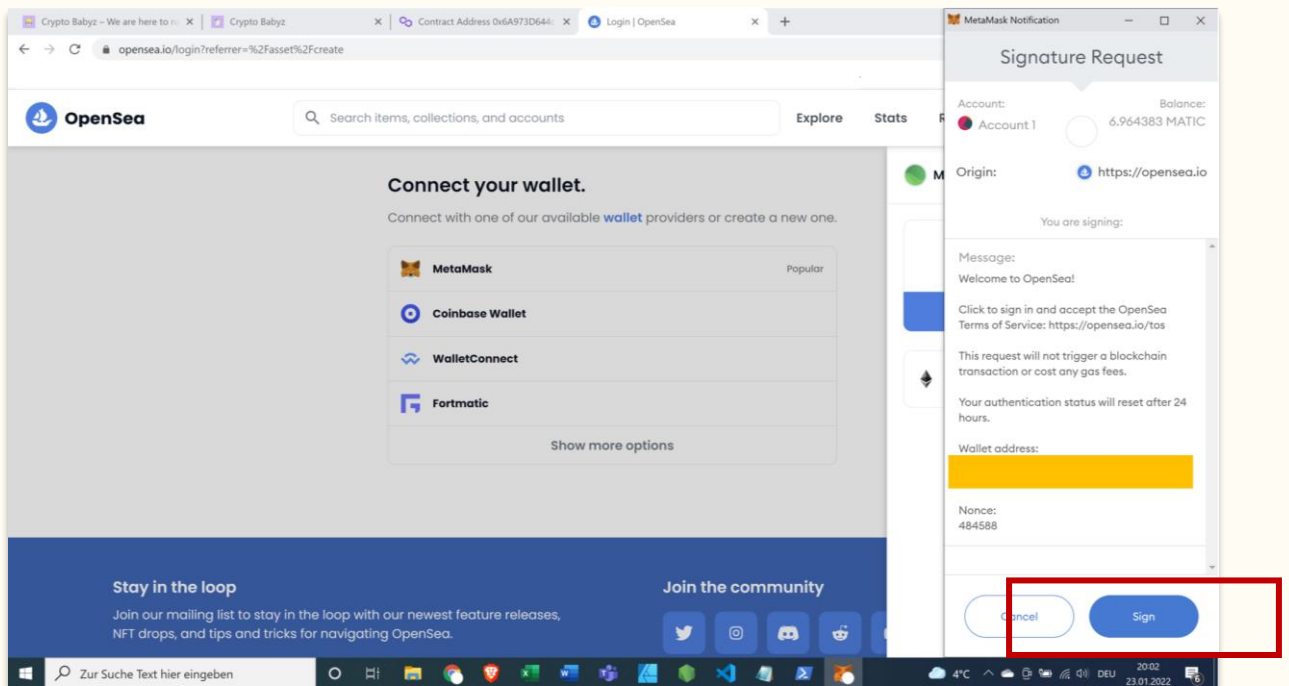 Crypto Babyz – We are here to r
Crypto Babyz
Contract Address 0x6A973D644
Login | OpenSea
opensea.io/login?referrer=%2Fasset%2Fcreate
OpenSea
Search items, collections, and accounts
Explore
Stats
R
Connect your wallet.
Connect with one of our available wallet providers or create a new one.
MetaMask
Popular
Coinbase Wallet
WalletConnect
Fortmatic
Show more options
M
Stay in the loop
Join our mailing list to stay in the loop with our newest feature releases,
NFT drops, and tips and tricks for navigating OpenSea.
Join the community
MetaMask Notification
Signature Request
Account:
Balance:
Account 1
6.964383 MATIC
Origin:
https://opensea.io
You are signing:
Message:
Welcome to OpenSea!
Click to sign in and accept the OpenSea
Terms of Service: https://opensea.io/tos
This request will not trigger a blockchain
transaction or cost any gas fees.
Your authentication status will reset after 24
hours.
Wallet address:
Nonce:
484588
Cancel
Sign
Zur Suche Text hier eingeben
4°C
DEU
20:02
23.01.2022
6